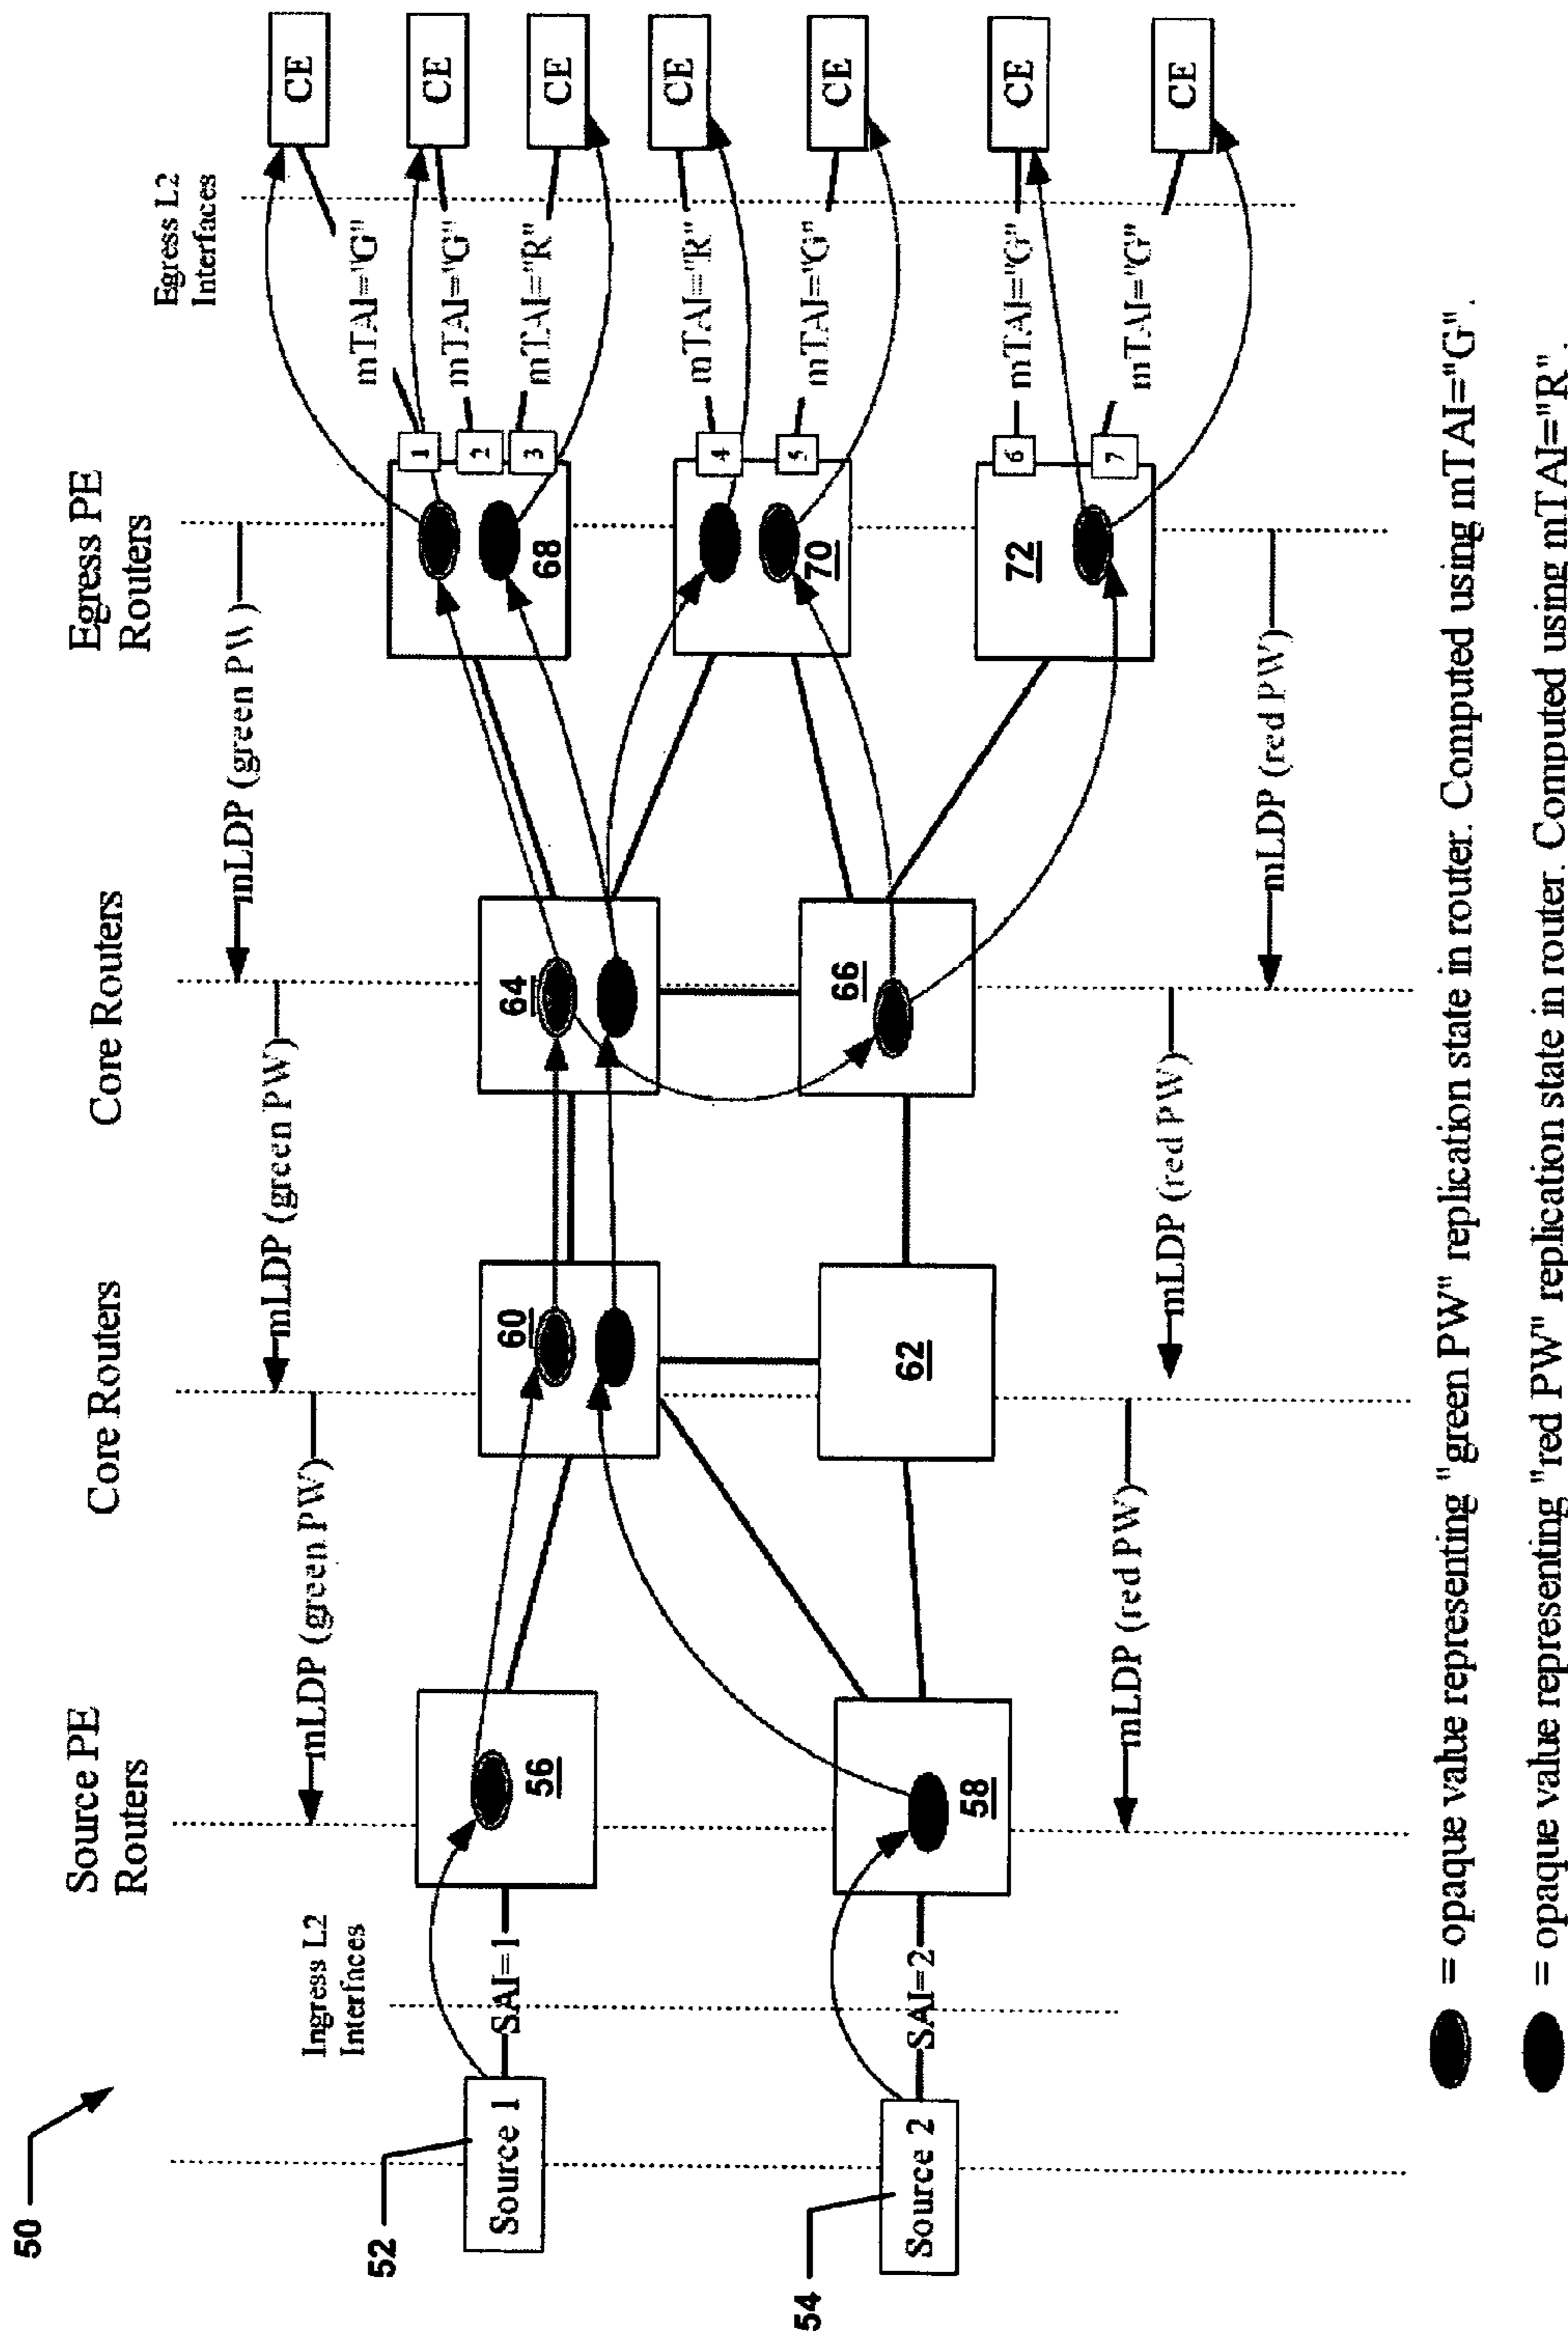 50
Source PE
Routers
Core Routers
Core Routers
Egress PE
Routers
Ingress L2
Interfaces
Egress L2
Interfaces
mLDP (green PW)
mLDP (green PW)
mLDP (green PW)
52
Source 1
SAI=1
56
60
64
68
1
2
3
mTAI="G"
mTAI="G"
mTAI="R"
CE
CE
CE
70
4
5
mTAI="R"
mTAI="G"
CE
CE
54
Source 2
SAI=2
58
62
66
72
6
7
mTAI="G"
mTAI="G"
CE
CE
mLDP (red PW)
mLDP (red PW)
mLDP (red PW)
= opaque value representing "green PW" replication state in router. Computed using mTAI="G".
= opaque value representing "red PW" replication state in router. Computed using mTAI="R".